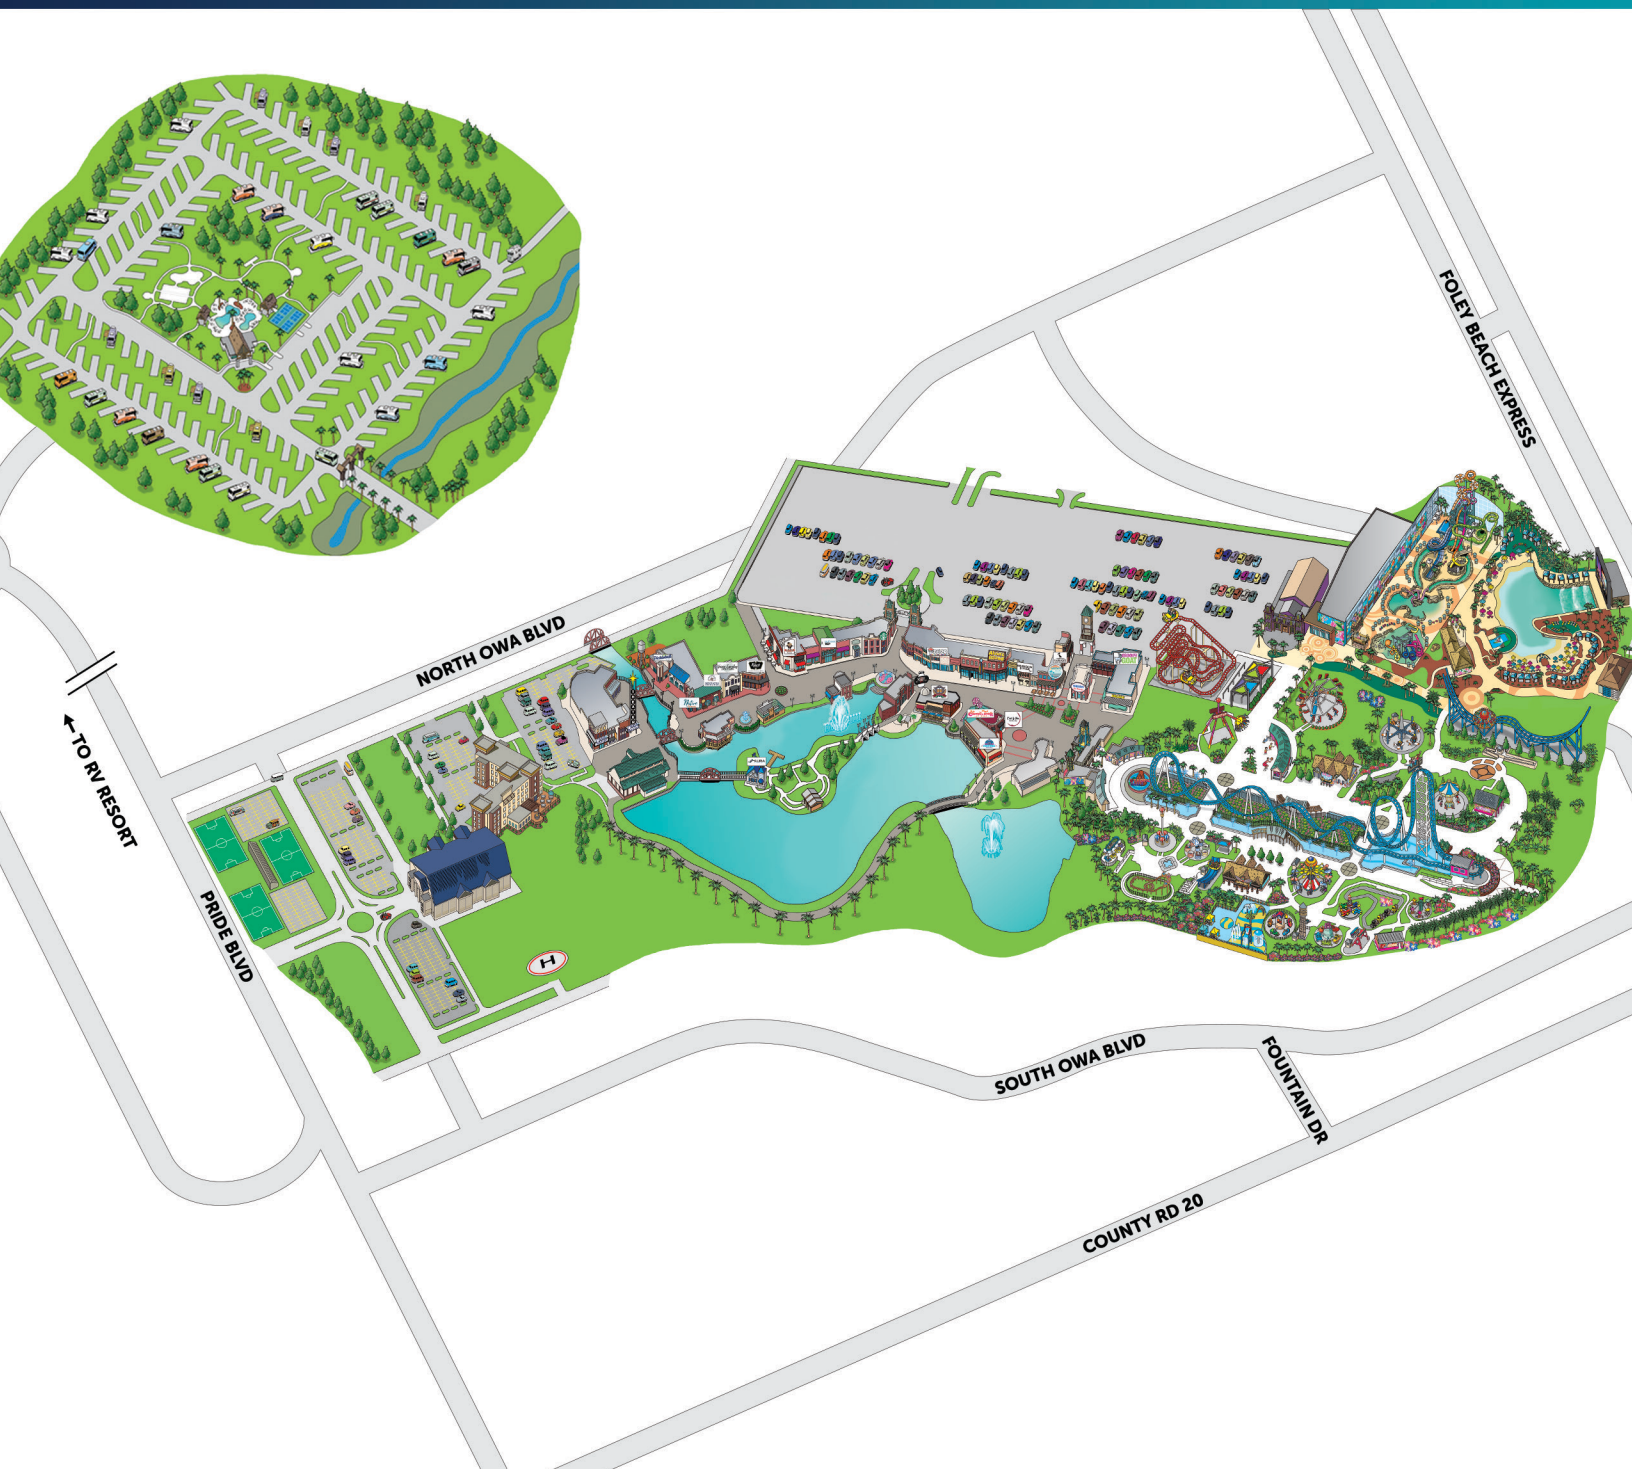 FOLEY BEACH EXPRESS
NORTH OWA BLVD
TO RV RESORT
PRIDE BLVD
H
SOUTH OWA BLVD
FOUNTAIN DR
COUNTY RD 20